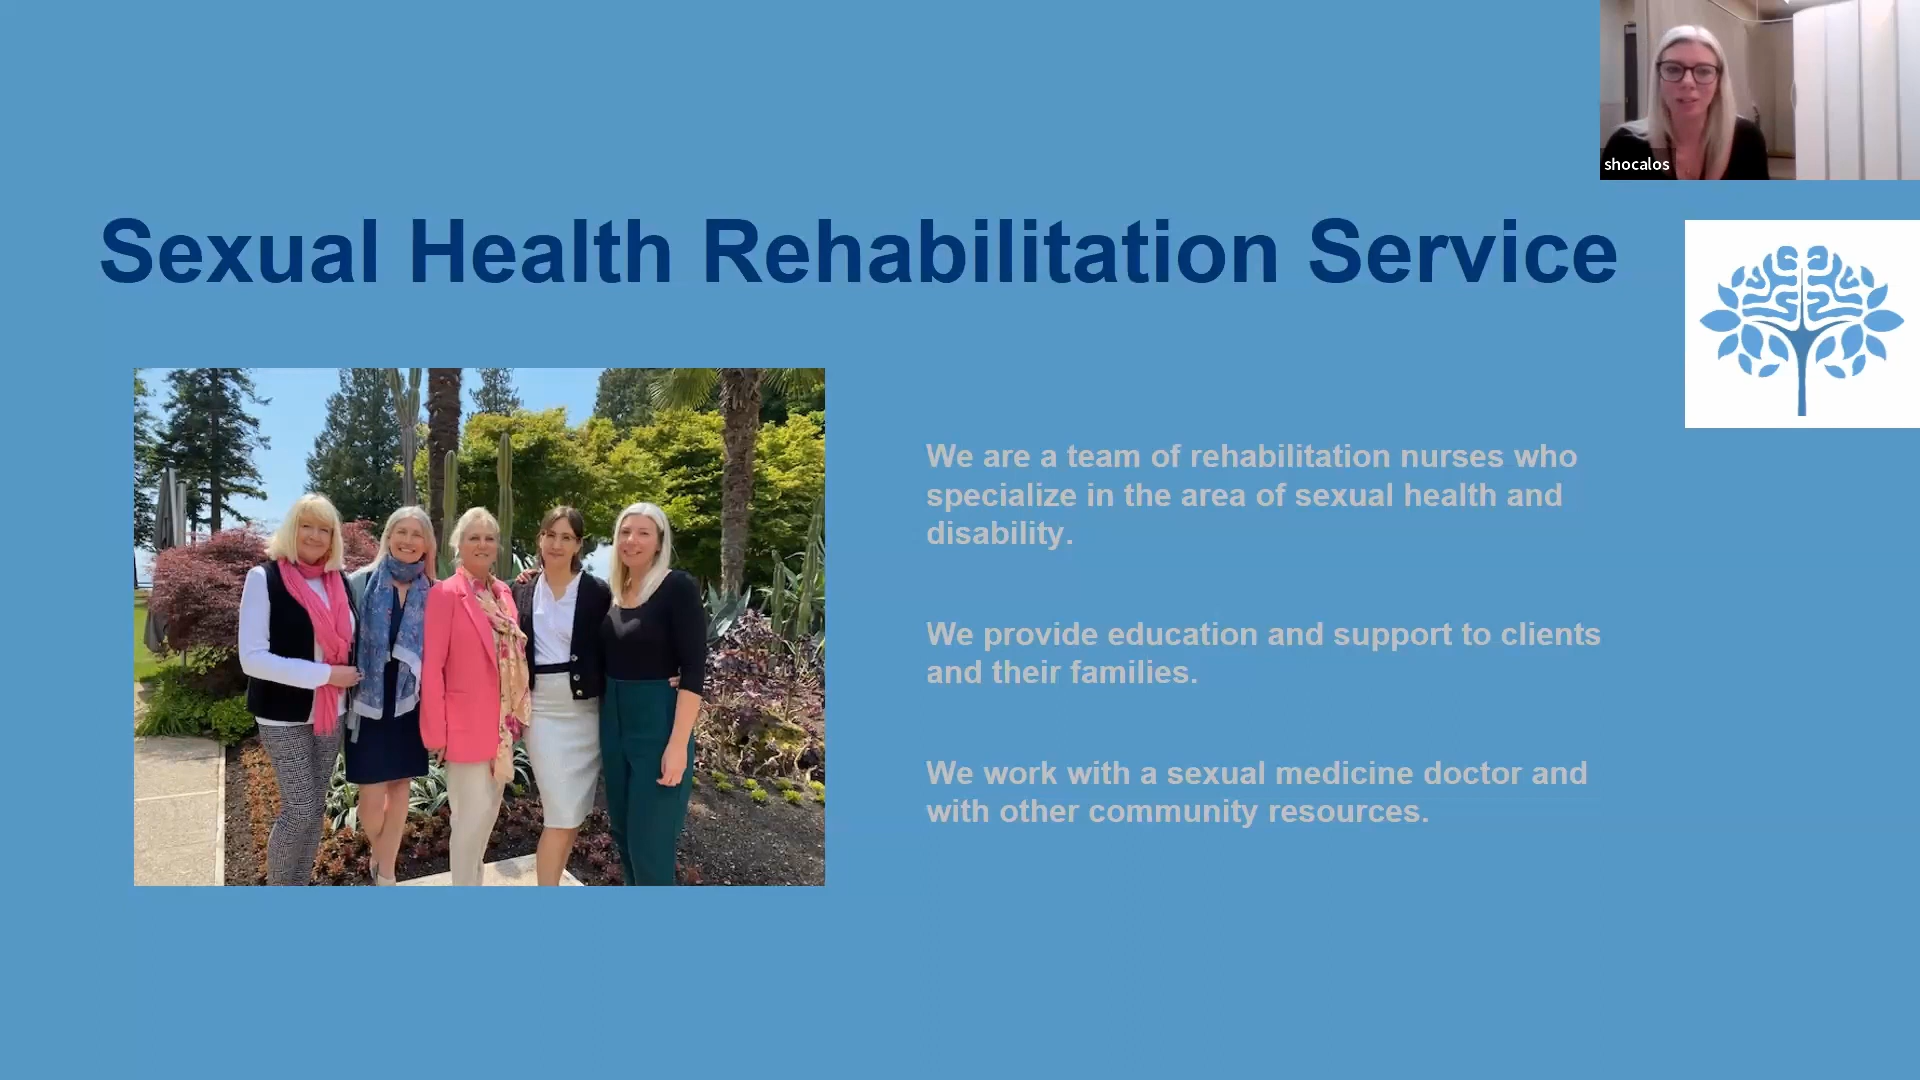 shocalos
Sexual Health Rehabilitation Service
We are a team of rehabilitation nurses who
specialize in the area of sexual health and
disability.
We provide education and support to clients
and their families.
We work with a sexual medicine doctor and
with other community resources.